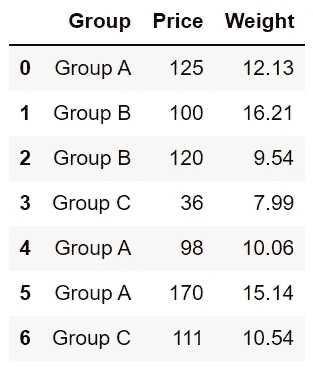 Group Price Weight
0 Group A 125 12.13
1 Group B 100 16.21
2 Group B 120 9.54
3 Group C 36 7.99
4 Group A 98 10.06
5 Group A 170 15.14
6 Group C 111 10.54